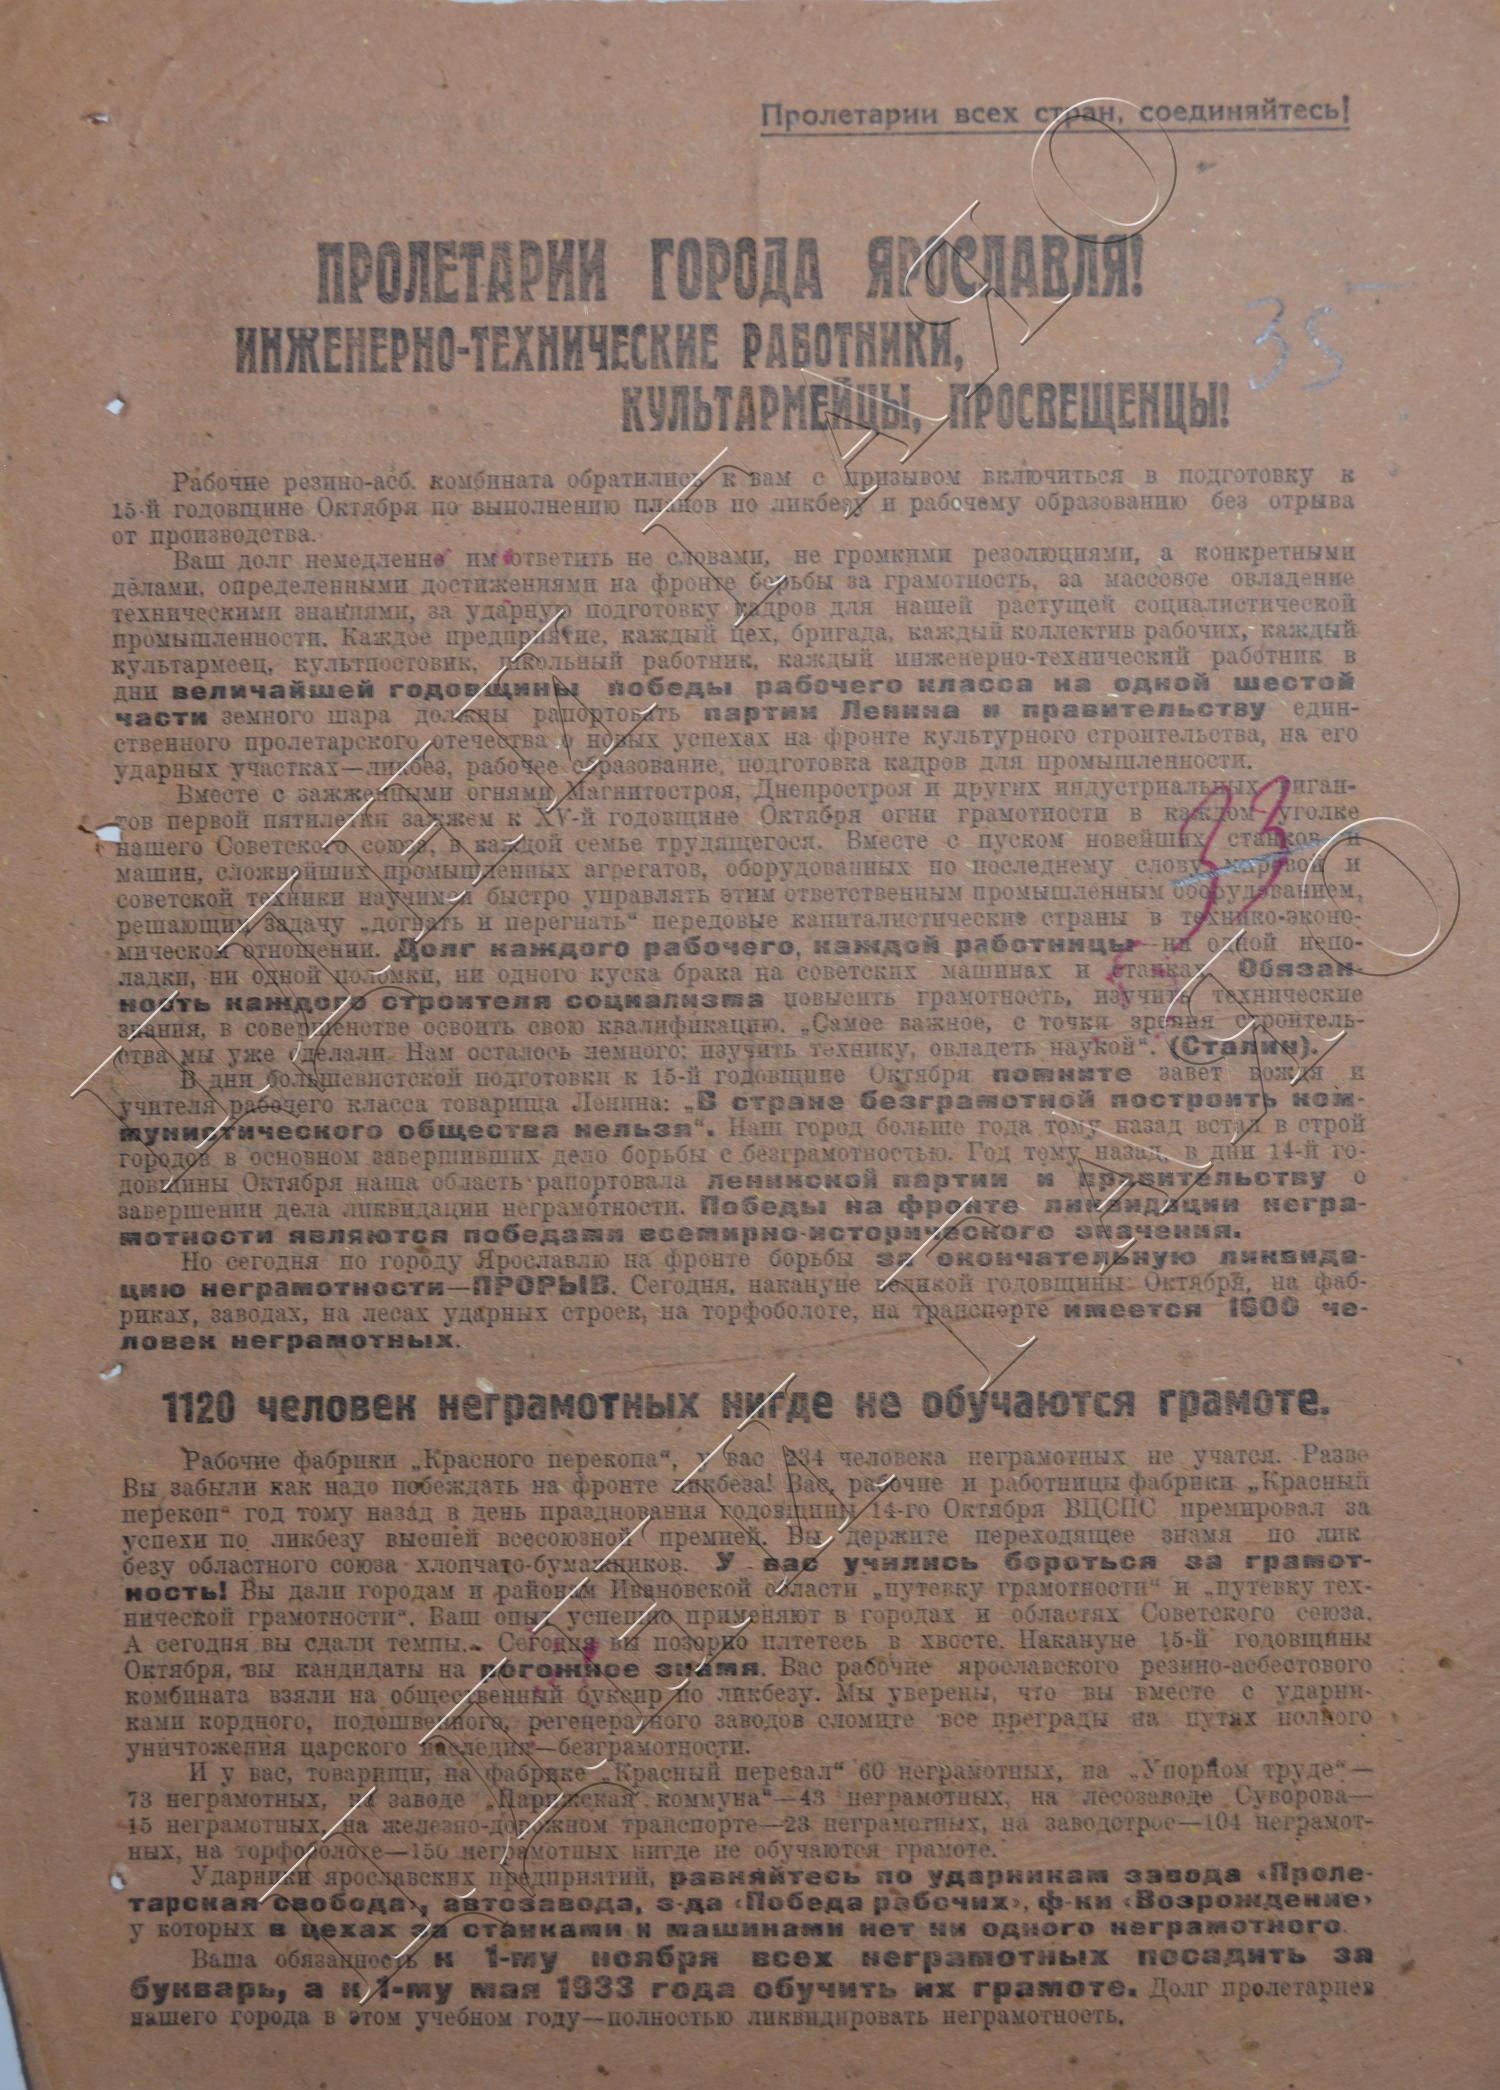 Пролетарии всех стран, соединяйтесь!
ПРОЛЕТАРИИ ГОРОДА ЯРОСЛАВЛЯ!
35
ИНЖЕНЕРНО-ТЕХНИЧЕСКИЕ РАБОТНИКИ,
КУЛЬТАРМЕЙЦЫ, ПРОСВЕЩЕНЦЫ!
Рабочие резино-асб. комбината обратились к вам с призывом включиться в подготовку к
15-й годовщине Октября по выполнению планов по ликбезу и рабочему образованию без отрыва
от производства.
Ваш долг немедленно им ответить не словами, не громкими резолюциями, а конкретными
делами, определенными достижениями на фронте борьбы за грамотность, за массовое овладение
техническими знаниями, за ударную подготовку кадров для нашей растущей социалистической
промышленности. Каждое предприятие, каждый цех, бригада, каждый коллектив рабочих, каждый
культармеец, культпостовик, школьный работник, каждый инженерно-технический работник в
дни величайшей годовщины победы рабочего класса на одной шестой
части земного шара должны рапортовать партии Ленина и правительству един-
ственного пролетарского отечества о новых успехах на фронте культурного строительства, на его
ударных участках—ликбез, рабочее образование, подготовка кадров для промышленности.
Вместе с зажженными огнями Магнитостроя, Днепростроя и других индустриальных гиган-
тов первой пятилетки зажжем к XV-й годовщине Октября огни грамотности в каждом уголке
нашего Советского союза, в каждой семье трудящегося. Вместе с пуском новейших станков и
машин, сложнейших промышленных агрегатов, оборудованных по последнему слову мировой и
советской техники научимся быстро управлять этим ответственным промышленным оборудованием,
решающим задачу „догнать и перегнать“ передовые капиталистические страны в технико-эконо-
мическом отношении. Долг каждого рабочего, каждой работницы—ни одной непо-
ладки, ни одной поломки, ни одного куска брака на советских машинах и станках. Обязан-
ность каждого строителя социализма повысить грамотность, изучить технические
знания, в совершенстве освоить свою квалификацию. „Самое важное, с точки зрения строитель-
ства мы уже сделали. Нам осталось немного: изучить технику, овладеть наукой“. (Сталин).
В дни большевистской подготовки к 15-й годовщине Октября помните завет вождя и
учителя рабочего класса товарища Ленина: „В стране безграмотной построить ком-
мунистического общества нельзя“. Наш город больше года тому назад встал в строй
городов в основном завершивших дело борьбы с безграмотностью. Год тому назад, в дни 14-й го-
довщины Октября наша область рапортовала ленинской партии и правительству о
завершении дела ликвидации неграмотности. Победы на фронте ликвидации негра-
мотности являются победами всемирно-исторического значения.
Но сегодня по городу Ярославлю на фронте борьбы за окончательную ликвида-
цию неграмотности—ПРОРЫВ. Сегодня, накануне великой годовщины Октября, на фаб-
риках, заводах, на лесах ударных строек, на торфоболоте, на транспорте имеется 1600 че-
ловек неграмотных.
1120 человек неграмотных нигде не обучаются грамоте.
Рабочие фабрики „Красного перекопа“, у вас 234 человека неграмотных не учатся. Разве
Вы забыли как надо побеждать на фронте ликбеза! Вас, рабочие и работницы фабрики „Красный
перекоп“ год тому назад в день празднования годовщины 14-го Октября ВЦСПС премировал за
успехи по ликбезу высшей всесоюзной премией. Вы держите переходящее знамя по лик
безу областного союза хлопчато-бумажников. У вас учились бороться за грамот-
ность! Вы дали городам и районам Ивановской области „путевку грамотности“ и „путевку тех-
нической грамотности“. Ваш опыт успешно применяют в городах и областях Советского союза.
А сегодня вы сдали темпы. Сегодня вы позорно плтетесь в хвосте. Накануне 15-й годовщины
Октября, вы кандидаты на рогожное знамя. Вас рабочие ярославского резино-асбестового
комбината взяли на общественный буксир по ликбезу. Мы уверены, что вы вместе с ударни-
ками кордного, подошвенного, регенератного заводов сломите все преграды на путях полного
уничтожения царского наследия—безграмотности.
И у вас, товарищи, на фабрике „Красный перевал“ 60 неграмотных, на „Упорном труде“—
73 неграмотных, на заводе „Парижская коммуна“—43 неграмотных, на лесозаводе Суворова—
15 неграмотных, на железно-дорожном транспорте—23 неграмотных, на заводстрое—104 неграмот-
ных, на торфоболоте—150 неграмотных нигде не обучаются грамоте.
Ударники ярославских предприятий, равняйтесь по ударникам завода «Проле-
тарская свобода», автозавода, з-да «Победа рабочих», ф-ки «Возрождение»
у которых в цехах за станками и машинами нет ни одного неграмотного.
Ваша обязанность к 1-му ноября всех неграмотных посадить за
букварь, а к 1-му мая 1933 года обучить их грамоте. Долг пролетариев
нашего города в этом учебном году—полностью ликвидировать неграмотность.